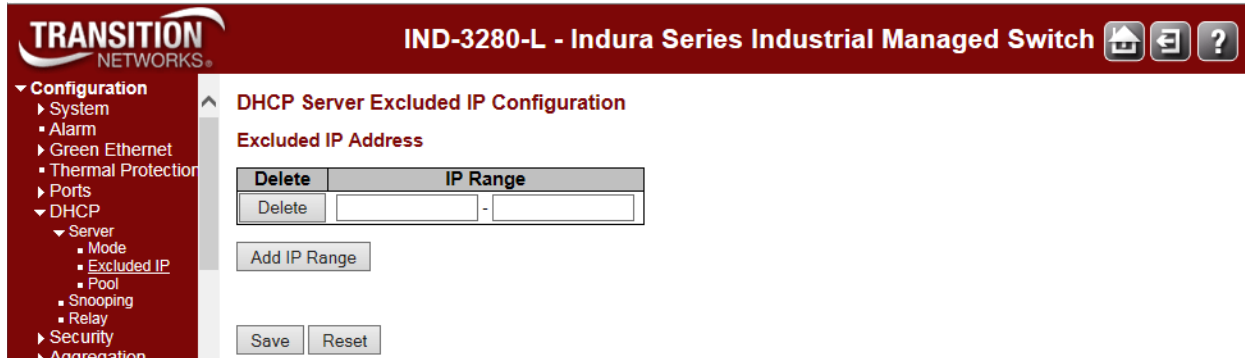 TRANSITION
NETWORKS®
IND-3280-L - Indura Series Industrial Managed Switch
?
Configuration
System
Alarm
Green Ethernet
Thermal Protection
Ports
DHCP
Server
Mode
Excluded IP
Pool
Snooping
Relay
Security
Aggregation
DHCP Server Excluded IP Configuration
Excluded IP Address
Delete IP Range
Delete -
Add IP Range
Save Reset